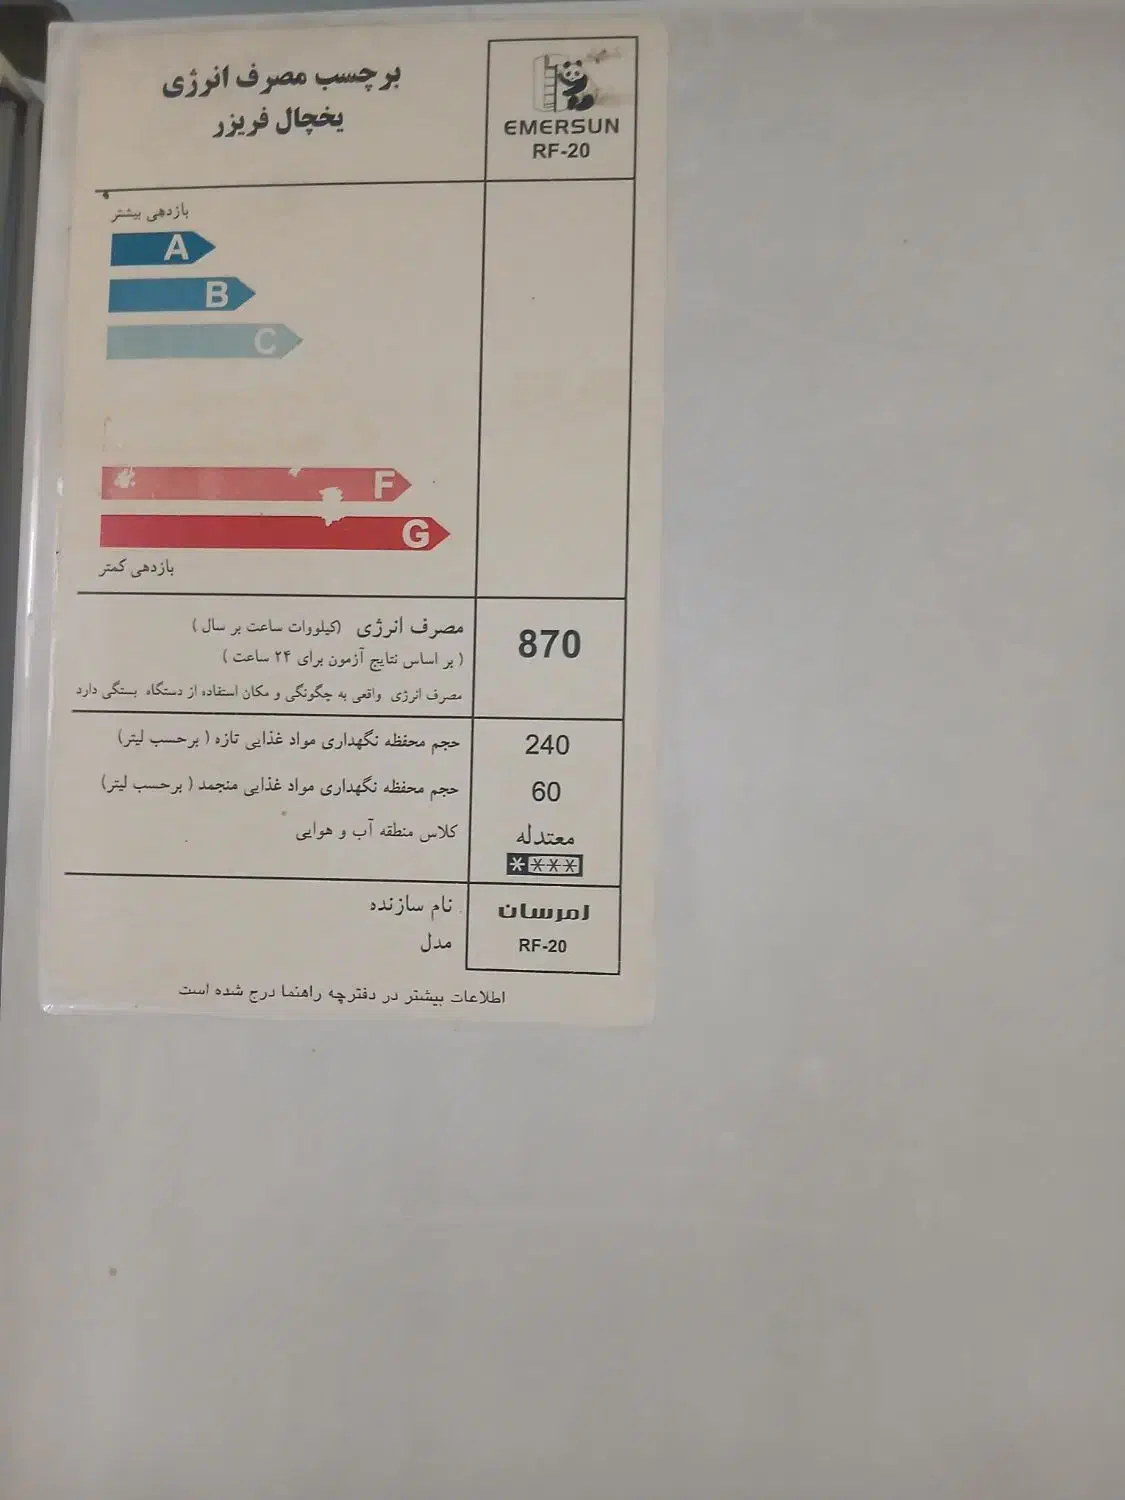 برچسب مصرف انرژی
یخچال فریزر
EMERSUN
RF-20
بازدهی بیشتر
A
B
C
F
G
بازدهی کمتر
مصرف انرژی (کیلووات ساعت بر سال) 870
(بر اساس نتایج آزمون برای ۲۴ ساعت)
مصرف انرژی واقعی به چگونگی و مکان استفاده از دستگاه بستگی دارد
حجم محفظه نگهداری مواد غذایی تازه (برحسب لیتر) 240
حجم محفظه نگهداری مواد غذایی منجمد (برحسب لیتر) 60
کلاس منطقه آب و هوایی معتدله
****
نام سازنده امرسان
مدل RF-20
اطلاعات بیشتر در دفترچه راهنما درج شده است